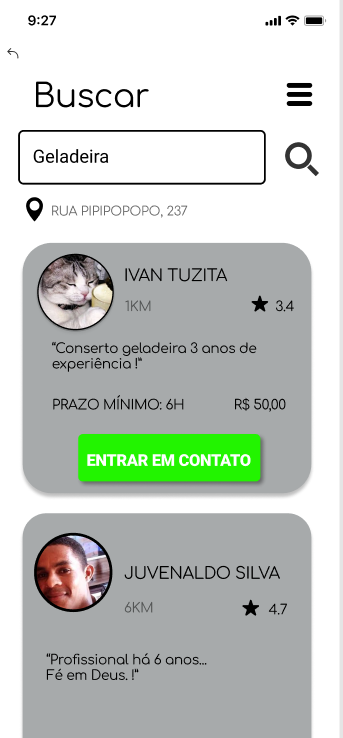 9:27
Buscar
Geladeira
RUA PIPIPOPOPO, 237
IVAN TUZITA
1KM
3.4
“Conserto geladeira 3 anos de
experiência !”
PRAZO MÍNIMO: 6H
R$ 50,00
ENTRAR EM CONTATO
JUVENALDO SILVA
6KM
4.7
“Profissional há 6 anos...
Fé em Deus. !”